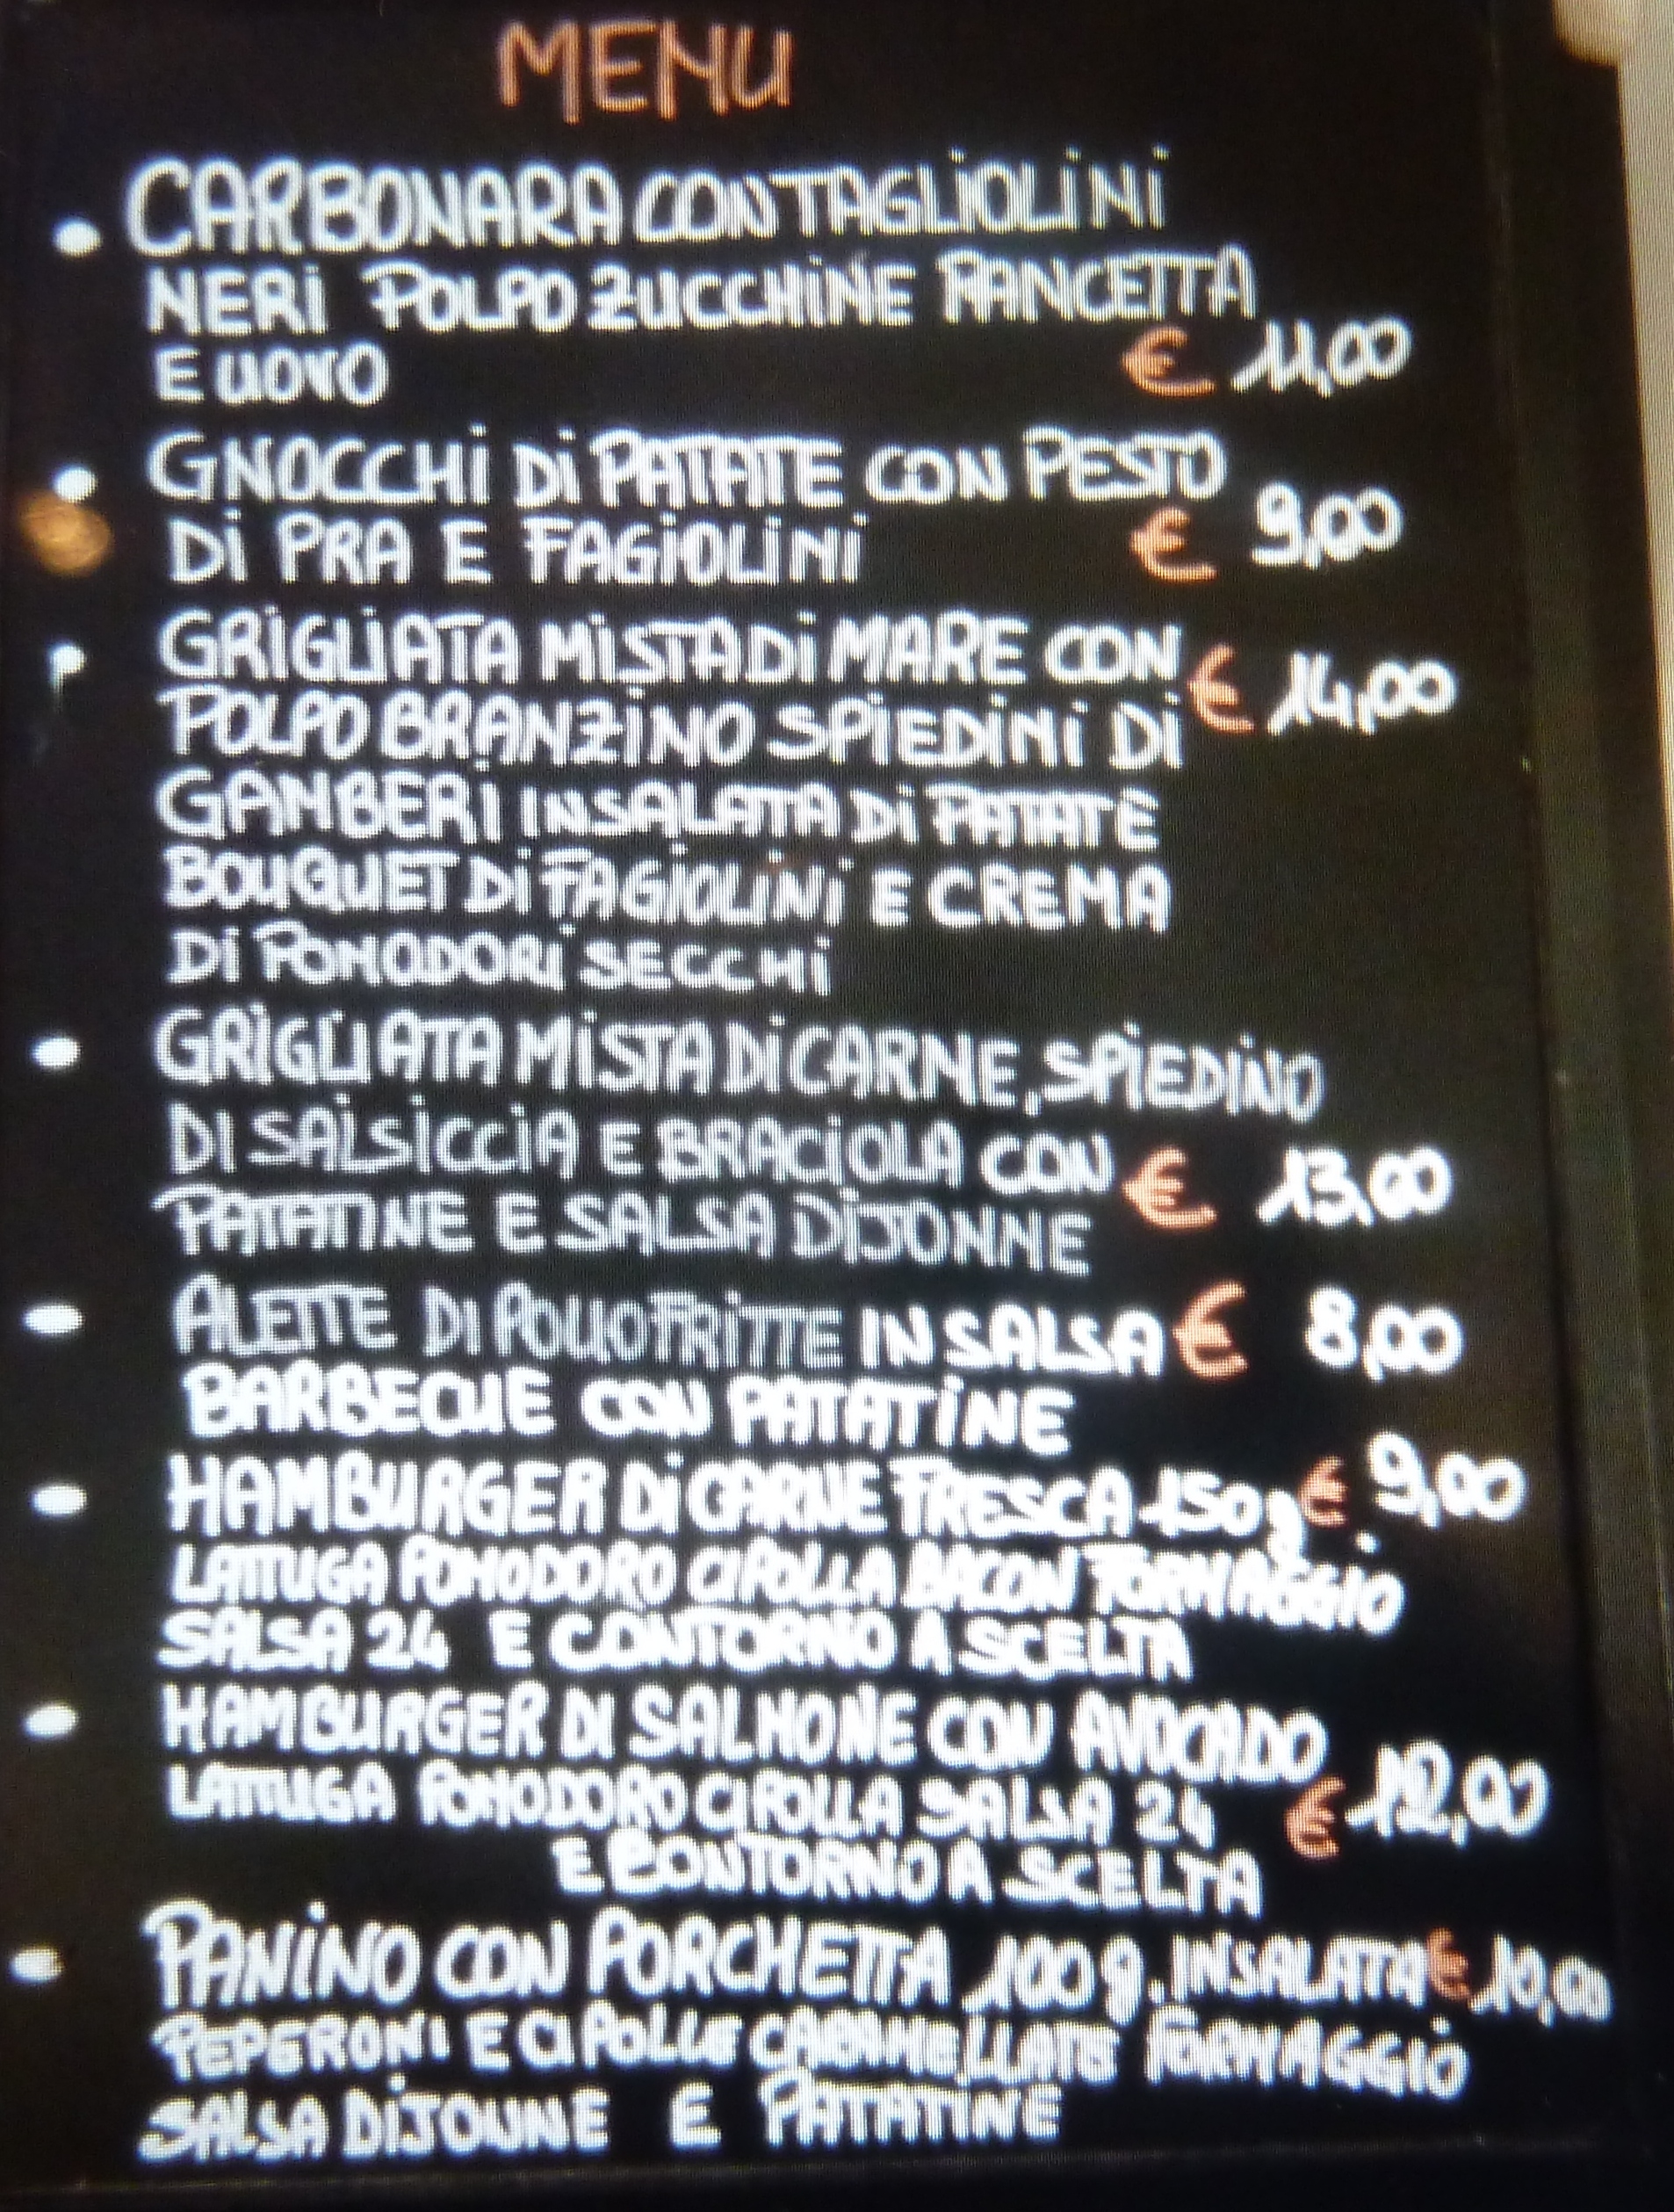 MENU
CARBONARA CON TAGLIOLINI
NERI POLPO ZUCCHINE PANCETTA
E UOVO € 11,00
GNOCCHI DI PATATE CON PESTO
DI PRA E FAGIOLINI € 9,00
GRIGLIATA MISTA DI MARE CON € 14,00
POLPO BRANZINO SPIEDINI DI
GAMBERI INSALATA DI PATATE
BOUQUET DI FAGIOLINI E CREMA
DI POMODORI SECCHI
GRIGLIATA MISTA DI CARNE, SPIEDINO
DI SALSICCIA E BRACIOLA CON € 13,00
PATATINE E SALSA DIJONNE
ALETTE DI POLLO FRITTE IN SALSA € 8,00
BARBECUE CON PATATINE
HAMBURGER DI CARNE FRESCA 150g. € 9,00
LATTUGA POMODORO CIPOLLA BACON FORMAGGIO
SALSA 24 E CONTORNO A SCELTA
HAMBURGER DI SALMONE CON AVOCADO
LATTUGA POMODORO CIPOLLA SALSA 24 € 12,00
E CONTORNO A SCELTA
PANINO CON PORCHETTA 100g. INSALATA € 10,00
PEPERONI E CIPOLLE CARAMELLATE FORMAGGIO
SALSA DIJONNE E PATATINE